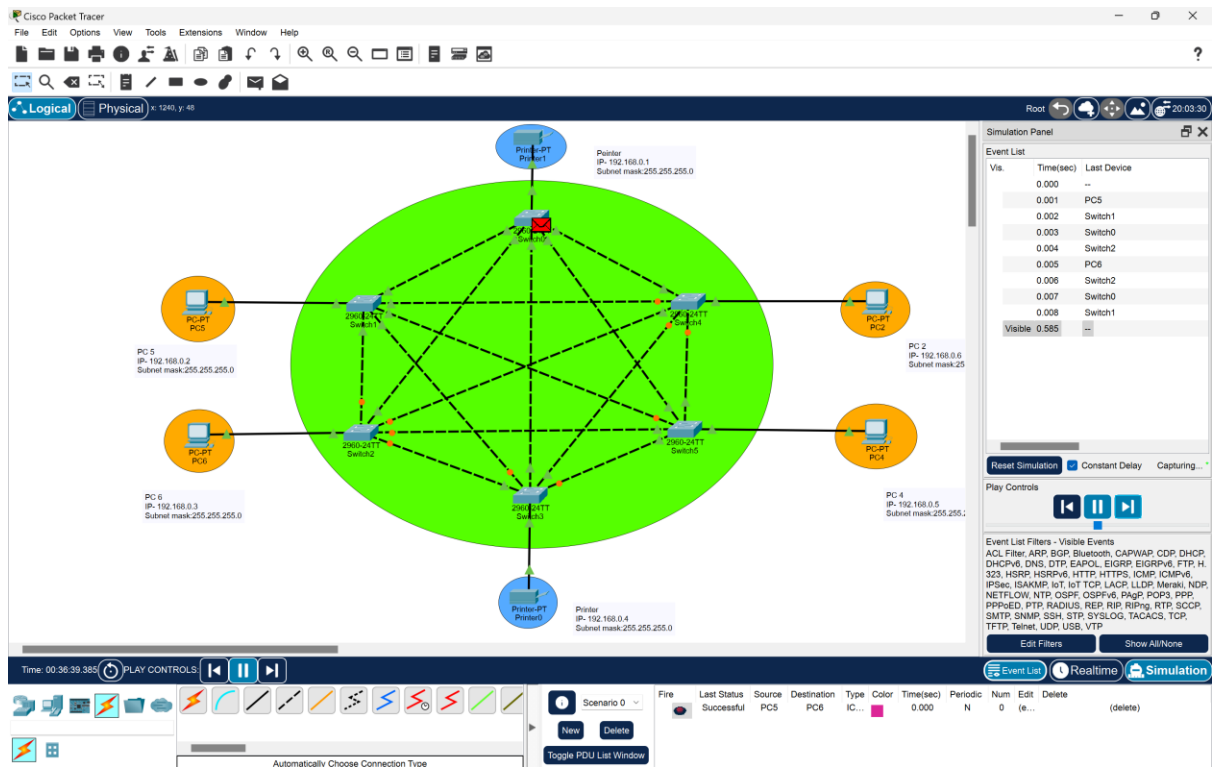 Cisco Packet Tracer
File Edit Options View Tools Extensions Window Help
Logical Physical x: 1240, y: 48 Root 20:03:30
Printer-PT
Printer1
Peinter
IP- 192.168.0.1
Subnet mask:255.255.255.0
2960-24TT
PC-PT
PC5
2960-24TT
Switch1
2960-24TT
Switch4
PC-PT
PC2
PC 5
IP- 192.168.0.2
Subnet mask:255.255.255.0
PC 2
IP- 192.168.0.6
Subnet mask:25
PC-PT
PC6
2960-24TT
Switch2
2960-24TT
Switch5
PC-PT
PC4
PC 6
IP- 192.168.0.3
Subnet mask:255.255.255.0
2960-24TT
Switch3
PC 4
IP- 192.168.0.5
Subnet mask:255.255.255.
Printer-PT
Printer0
Printer
IP- 192.168.0.4
Subnet mask:255.255.255.0
Simulation Panel
Event List
Vis. Time(sec) Last Device
0.000 --
0.001 PC5
0.002 Switch1
0.003 Switch0
0.004 Switch2
0.005 PC6
0.006 Switch2
0.007 Switch0
0.008 Switch1
Visible 0.585 --
Reset Simulation Constant Delay Capturing...
Play Controls
Event List Filters - Visible Events
ACL Filter, ARP, BGP, Bluetooth, CAPWAP, CDP, DHCP,
DHCPv6, DNS, DTP, EAPOL, EIGRP, EIGRPv6, FTP, H.
323, HSRP, HSRPv6, HTTP, HTTPS, ICMP, ICMPv6,
IPSec, ISAKMP, IoT, IoT TCP, LACP, LLDP, Meraki, NDP,
NETFLOW, NTP, OSPF, OSPFv6, PAgP, POP3, PPP,
PPPoED, PTP, RADIUS, REP, RIP, RIPng, RTP, SCCP,
SMTP, SNMP, SSH, STP, SYSLOG, TACACS, TCP,
TFTP, Telnet, UDP, USB, VTP
Edit Filters Show All/None
Time: 00:36:39.385 PLAY CONTROLS: Event List Realtime Simulation
Scenario 0
New Delete
Toggle PDU List Window
Fire Last Status Source Destination Type Color Time(sec) Periodic Num Edit Delete
Successful PC5 PC6 IC... 0.000 N 0 (e... (delete)
Automatically Choose Connection Type